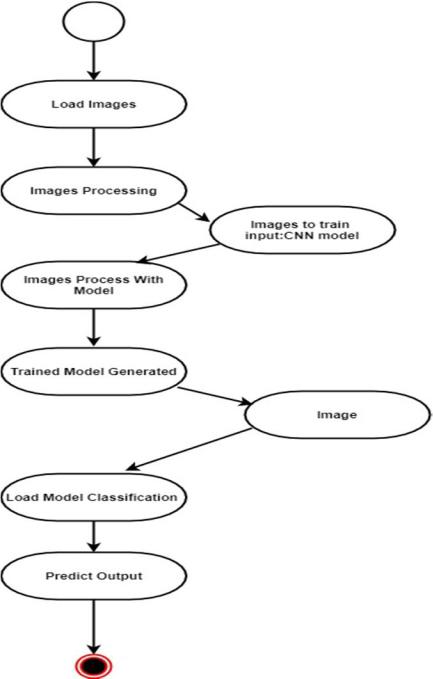 Load Images
Images Processing
Images to train
input:CNN model
Images Process With
Model
Trained Model Generated
Image
Load Model Classification
Predict Output